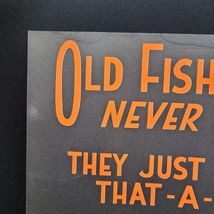 OLD FISH
NEVER
THEY JUST
THAT-A-